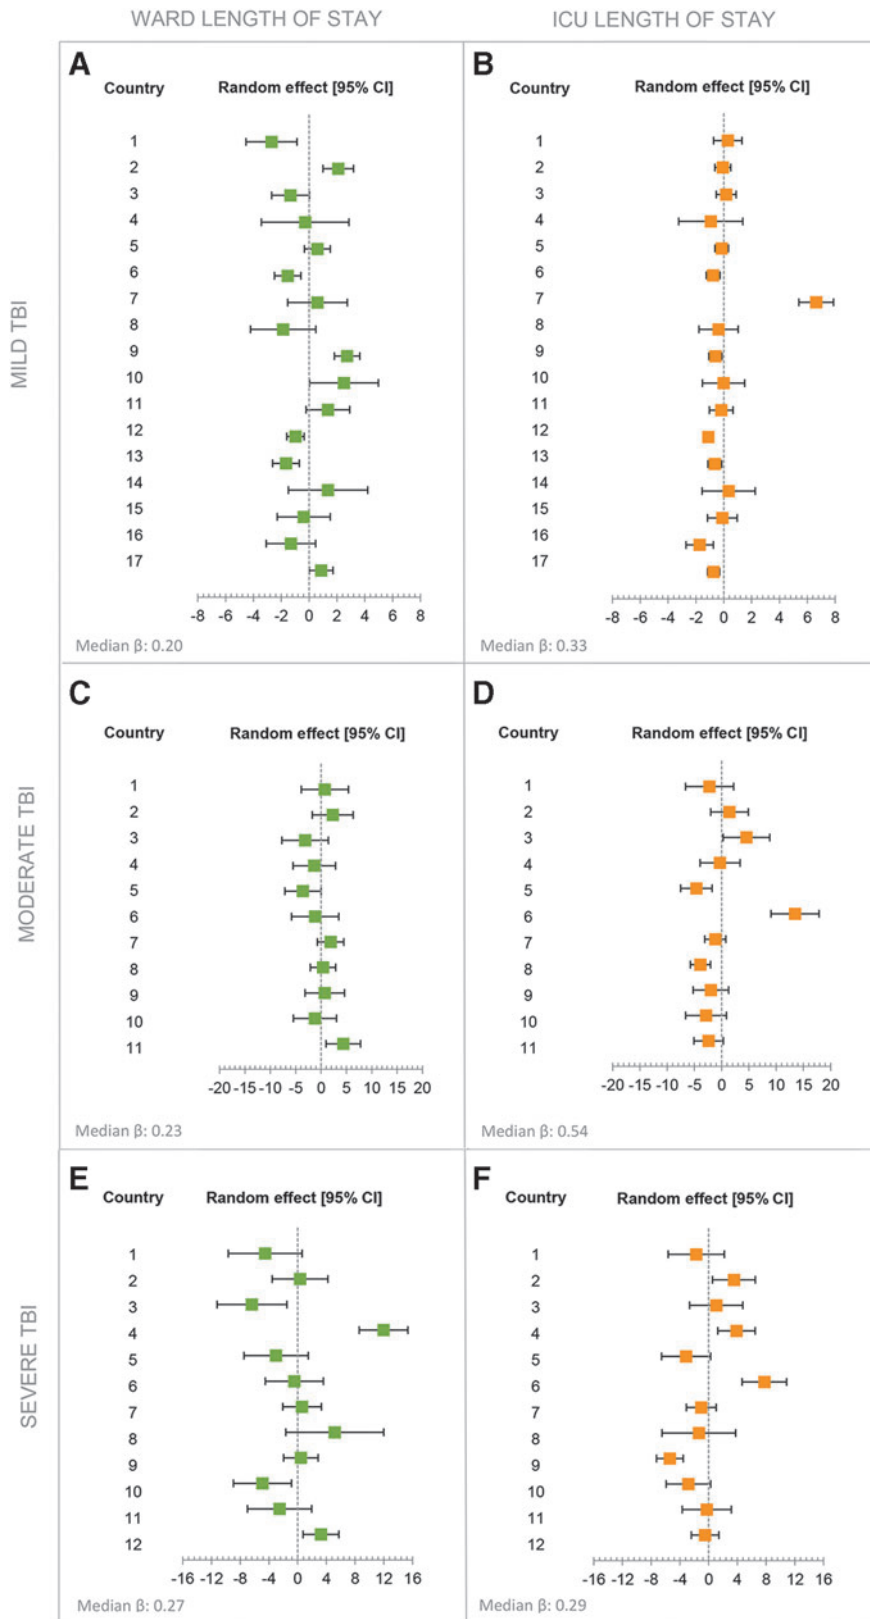 WARD LENGTH OF STAY
ICU LENGTH OF STAY
MILD TBI
A
Country Random effect [95% CI]
1
2
3
4
5
6
7
8
9
10
11
12
13
14
15
16
17
-8 -6 -4 -2 0 2 4 6 8
Median β: 0.20
B
Country Random effect [95% CI]
1
2
3
4
5
6
7
8
9
10
11
12
13
14
15
16
17
-8 -6 -4 -2 0 2 4 6 8
Median β: 0.33
MODERATE TBI
C
Country Random effect [95% CI]
1
2
3
4
5
6
7
8
9
10
11
-20 -15 -10 -5 0 5 10 15 20
Median β: 0.23
D
Country Random effect [95% CI]
1
2
3
4
5
6
7
8
9
10
11
-20 -15 -10 -5 0 5 10 15 20
Median β: 0.54
SEVERE TBI
E
Country Random effect [95% CI]
1
2
3
4
5
6
7
8
9
10
11
12
-16 -12 -8 -4 0 4 8 12 16
Median β: 0.27
F
Country Random effect [95% CI]
1
2
3
4
5
6
7
8
9
10
11
12
-16 -12 -8 -4 0 4 8 12 16
Median β: 0.29